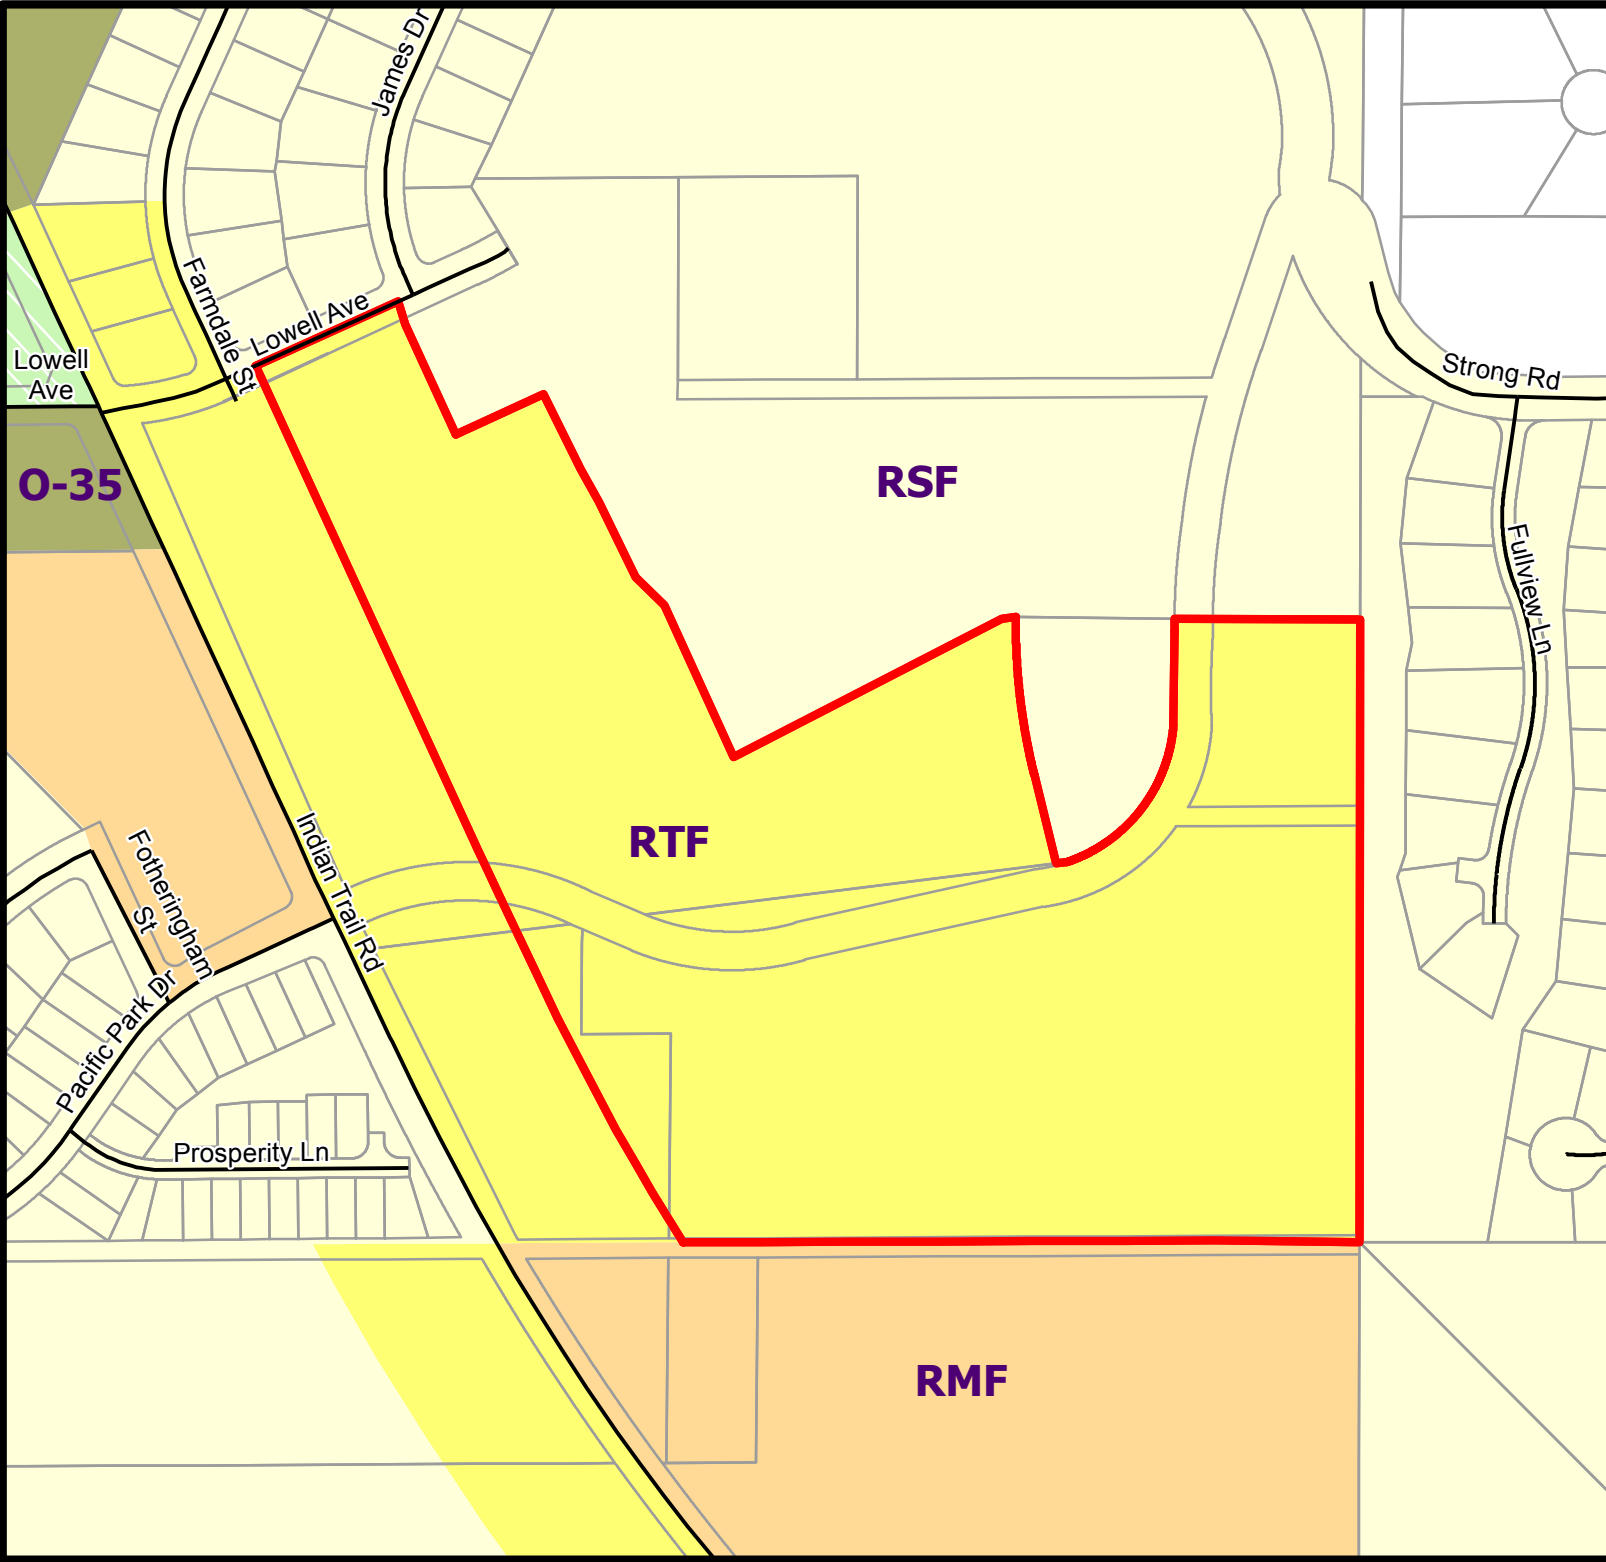 James Dr
Farmdale St
Lowell Ave
Lowell
Ave
Strong Rd
O-35
RSF
Fullview Ln
RTF
Indian Trail Rd
Fotheringham
St
Pacific Park Dr
Prosperity Ln
RMF